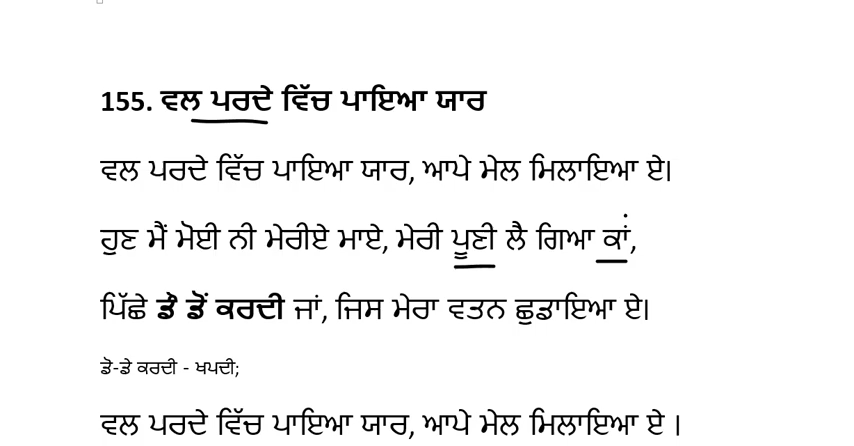 155. ਵਲ ਪਰਦੇ ਵਿੱਚ ਪਾਇਆ ਯਾਰ
ਵਲ ਪਰਦੇ ਵਿੱਚ ਪਾਇਆ ਯਾਰ, ਆਪੇ ਮੇਲ ਮਿਲਾਇਆ ਏ।
ਹੁਣ ਮੈਂ ਮੋਈ ਨੀ ਮੇਰੀਏ ਮਾਏ, ਮੇਰੀ ਪੂਣੀ ਲੈ ਗਿਆ ਕਾਂ,
ਪਿੱਛੇ ਡੋ ਡੋਂ ਕਰਦੀ ਜਾਂ, ਜਿਸ ਮੇਰਾ ਵਤਨ ਛੁਡਾਇਆ ਏ।
ਡੋ-ਡੇ ਕਰਦੀ - ਖਪਦੀ;
ਵਲ ਪਰਦੇ ਵਿੱਚ ਪਾਇਆ ਯਾਰ, ਆਪੇ ਮੇਲ ਮਿਲਾਇਆ ਏ ।